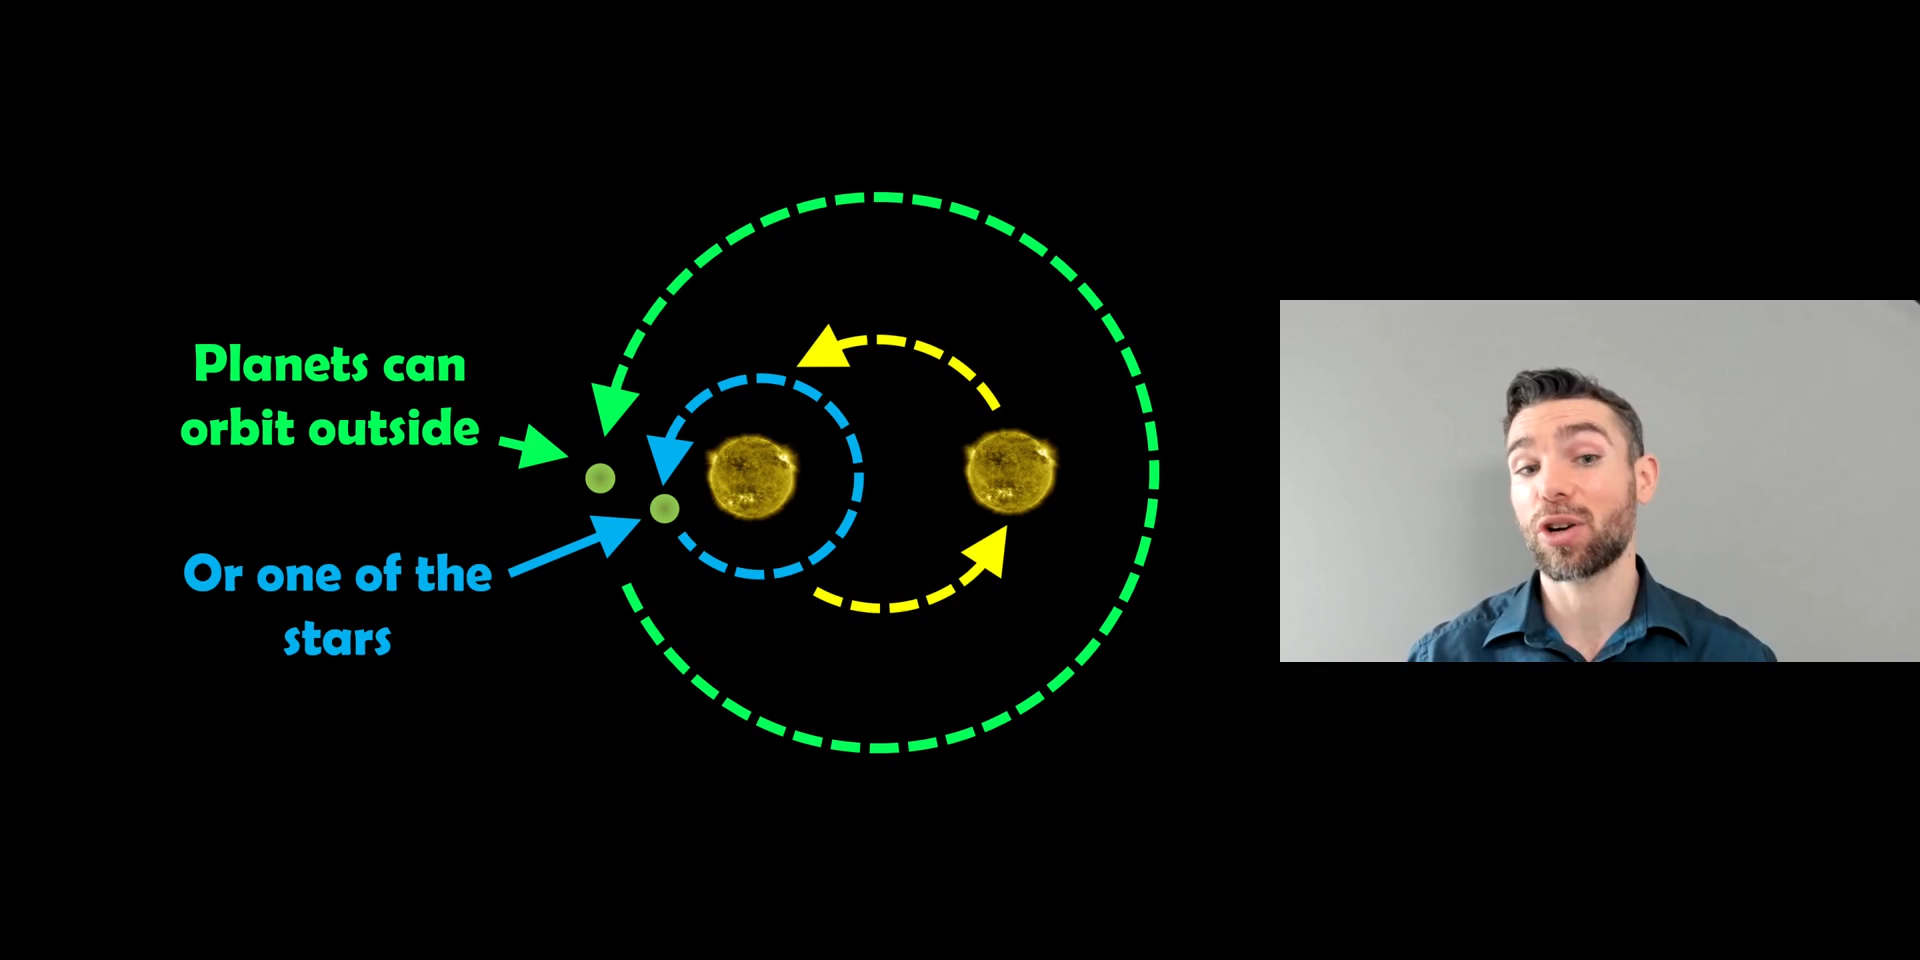 Planets can
orbit outside
Or one of the
stars